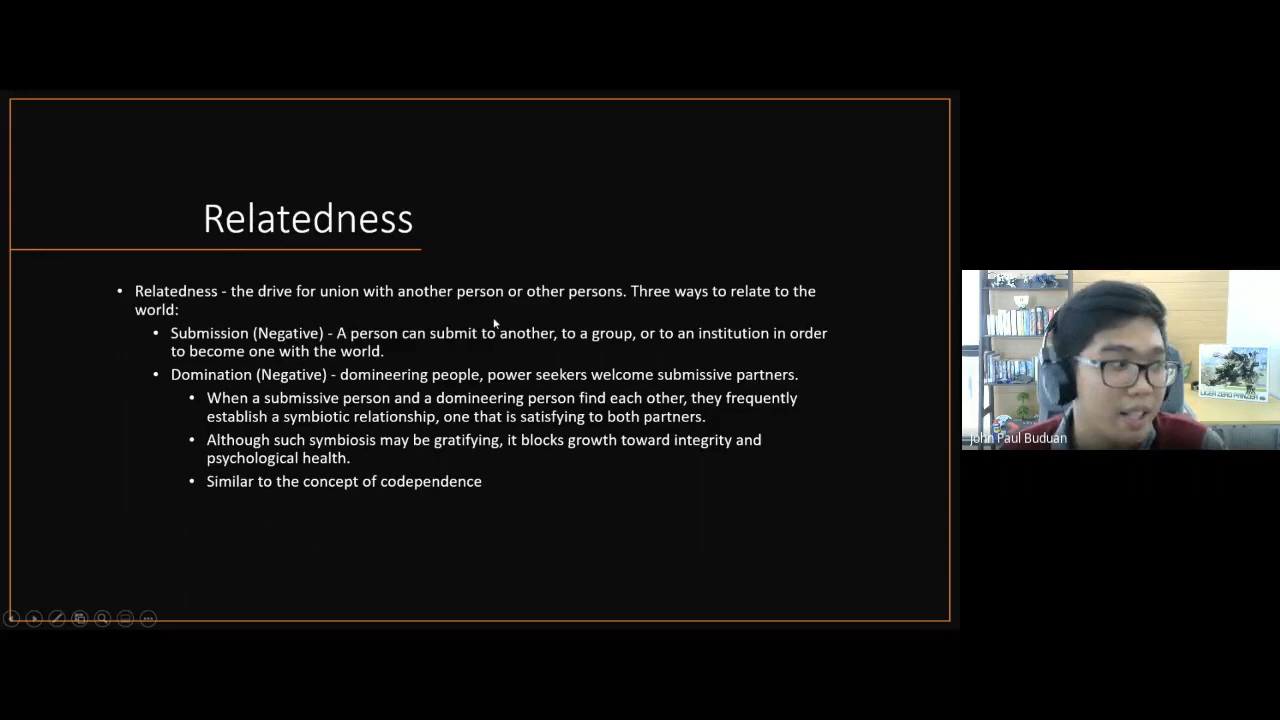 Relatedness
• Relatedness - the drive for union with another person or other persons. Three ways to relate to the
world:
• Submission (Negative) - A person can submit to another, to a group, or to an institution in order
to become one with the world.
• Domination (Negative) - domineering people, power seekers welcome submissive partners.
• When a submissive person and a domineering person find each other, they frequently
establish a symbiotic relationship, one that is satisfying to both partners.
• Although such symbiosis may be gratifying, it blocks growth toward integrity and
psychological health.
• Similar to the concept of codependence
LIGER ZERO PANZER
John Paul Buduan